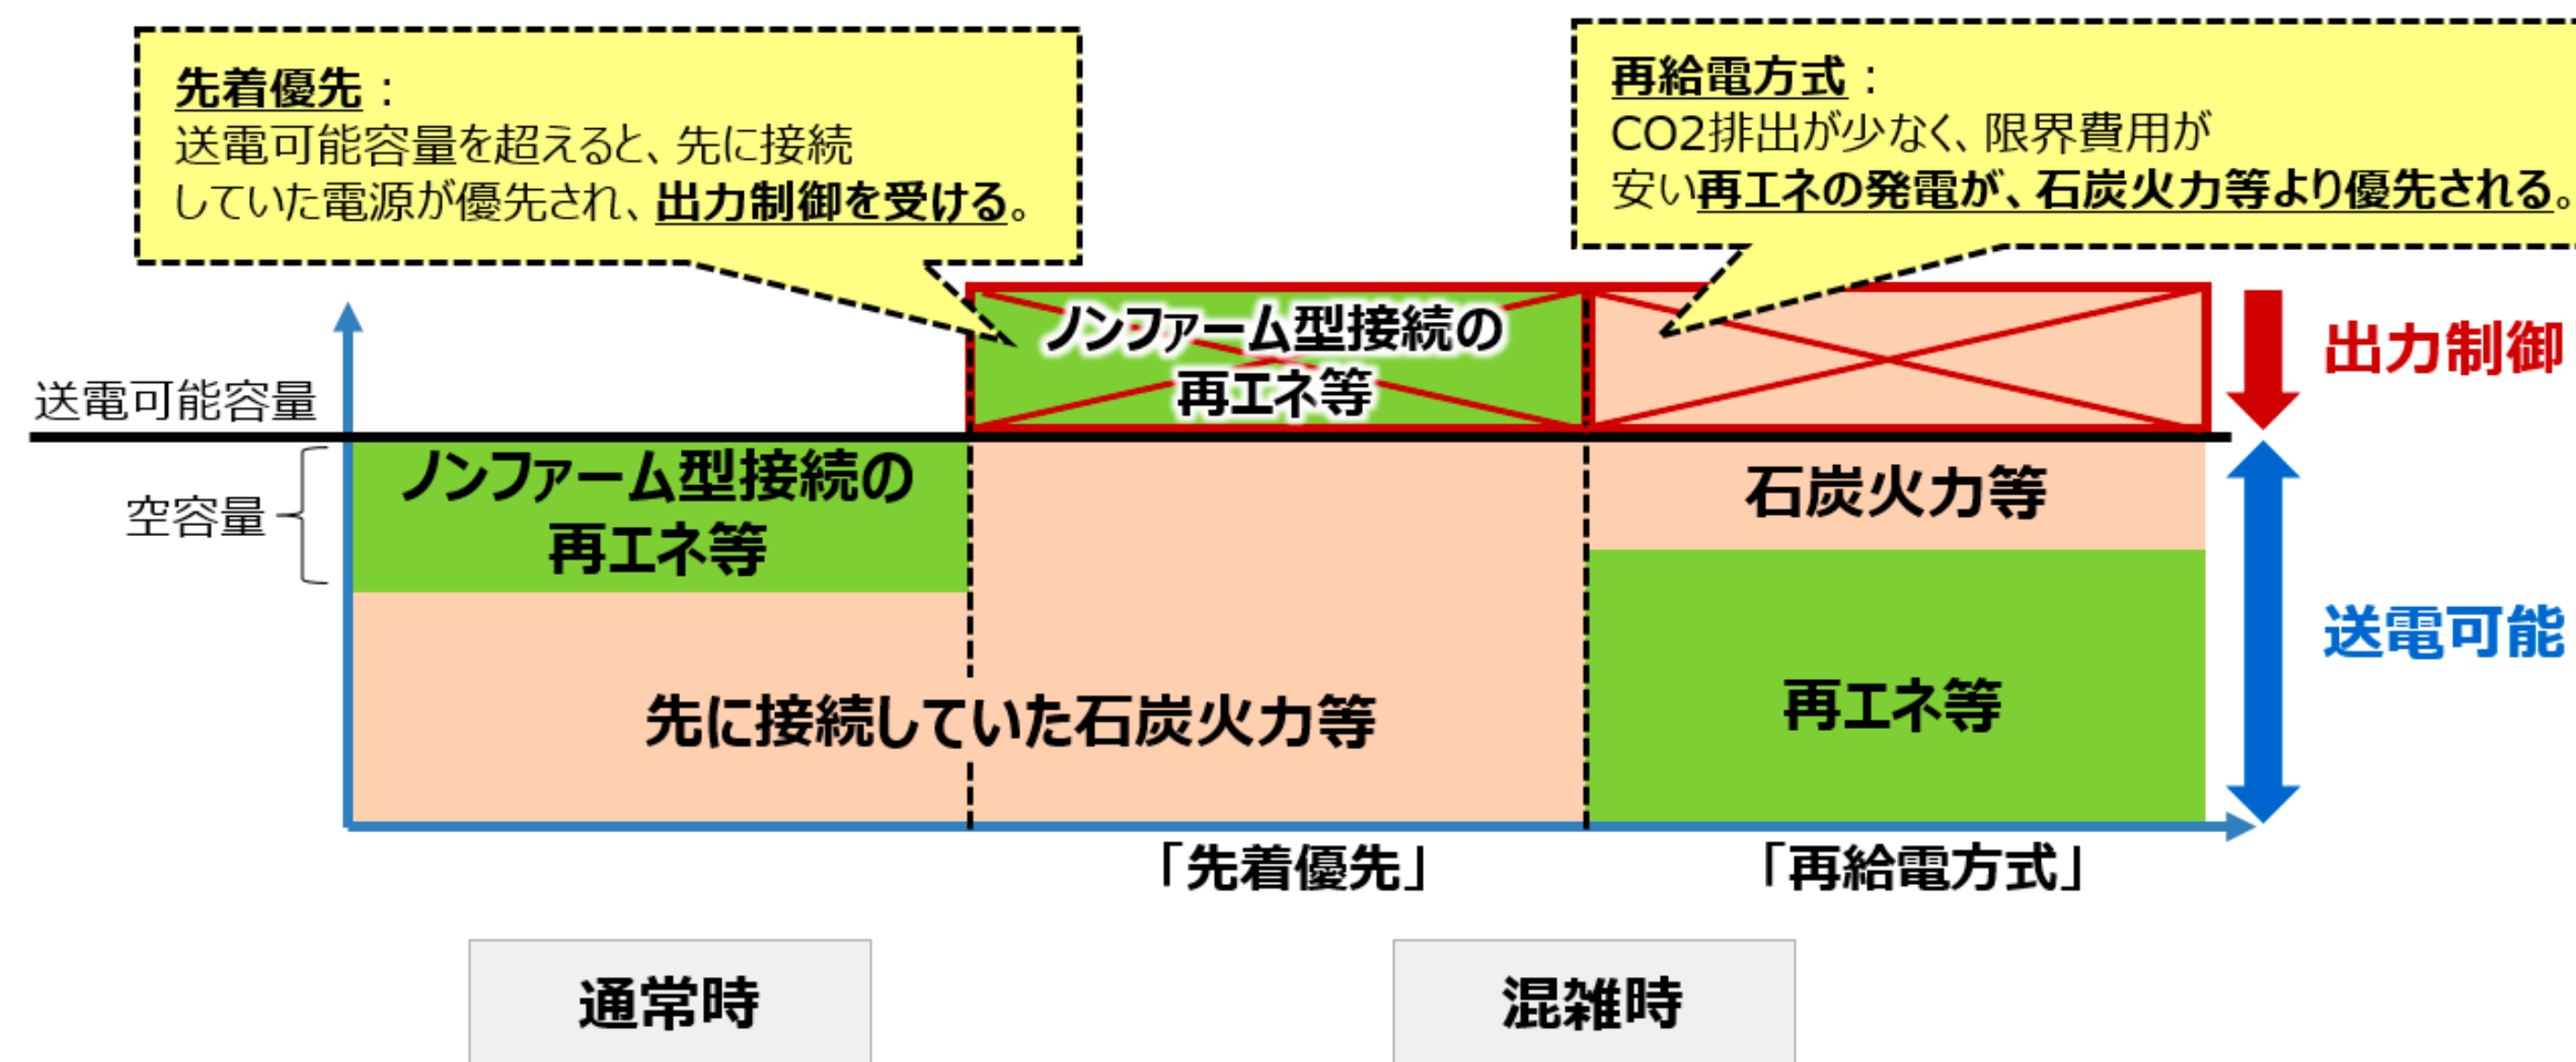 先着優先：
送電可能容量を超えると、先に接続
していた電源が優先され、出力制御を受ける。
再給電方式：
CO2排出が少なく、限界費用が
安い再エネの発電が、石炭火力等より優先される。
ノンファーム型接続の
再エネ等
出力制御
送電可能容量
空容量
ノンファーム型接続の
再エネ等
石炭火力等
先に接続していた石炭火力等
再エネ等
送電可能
「先着優先」
「再給電方式」
通常時
混雑時